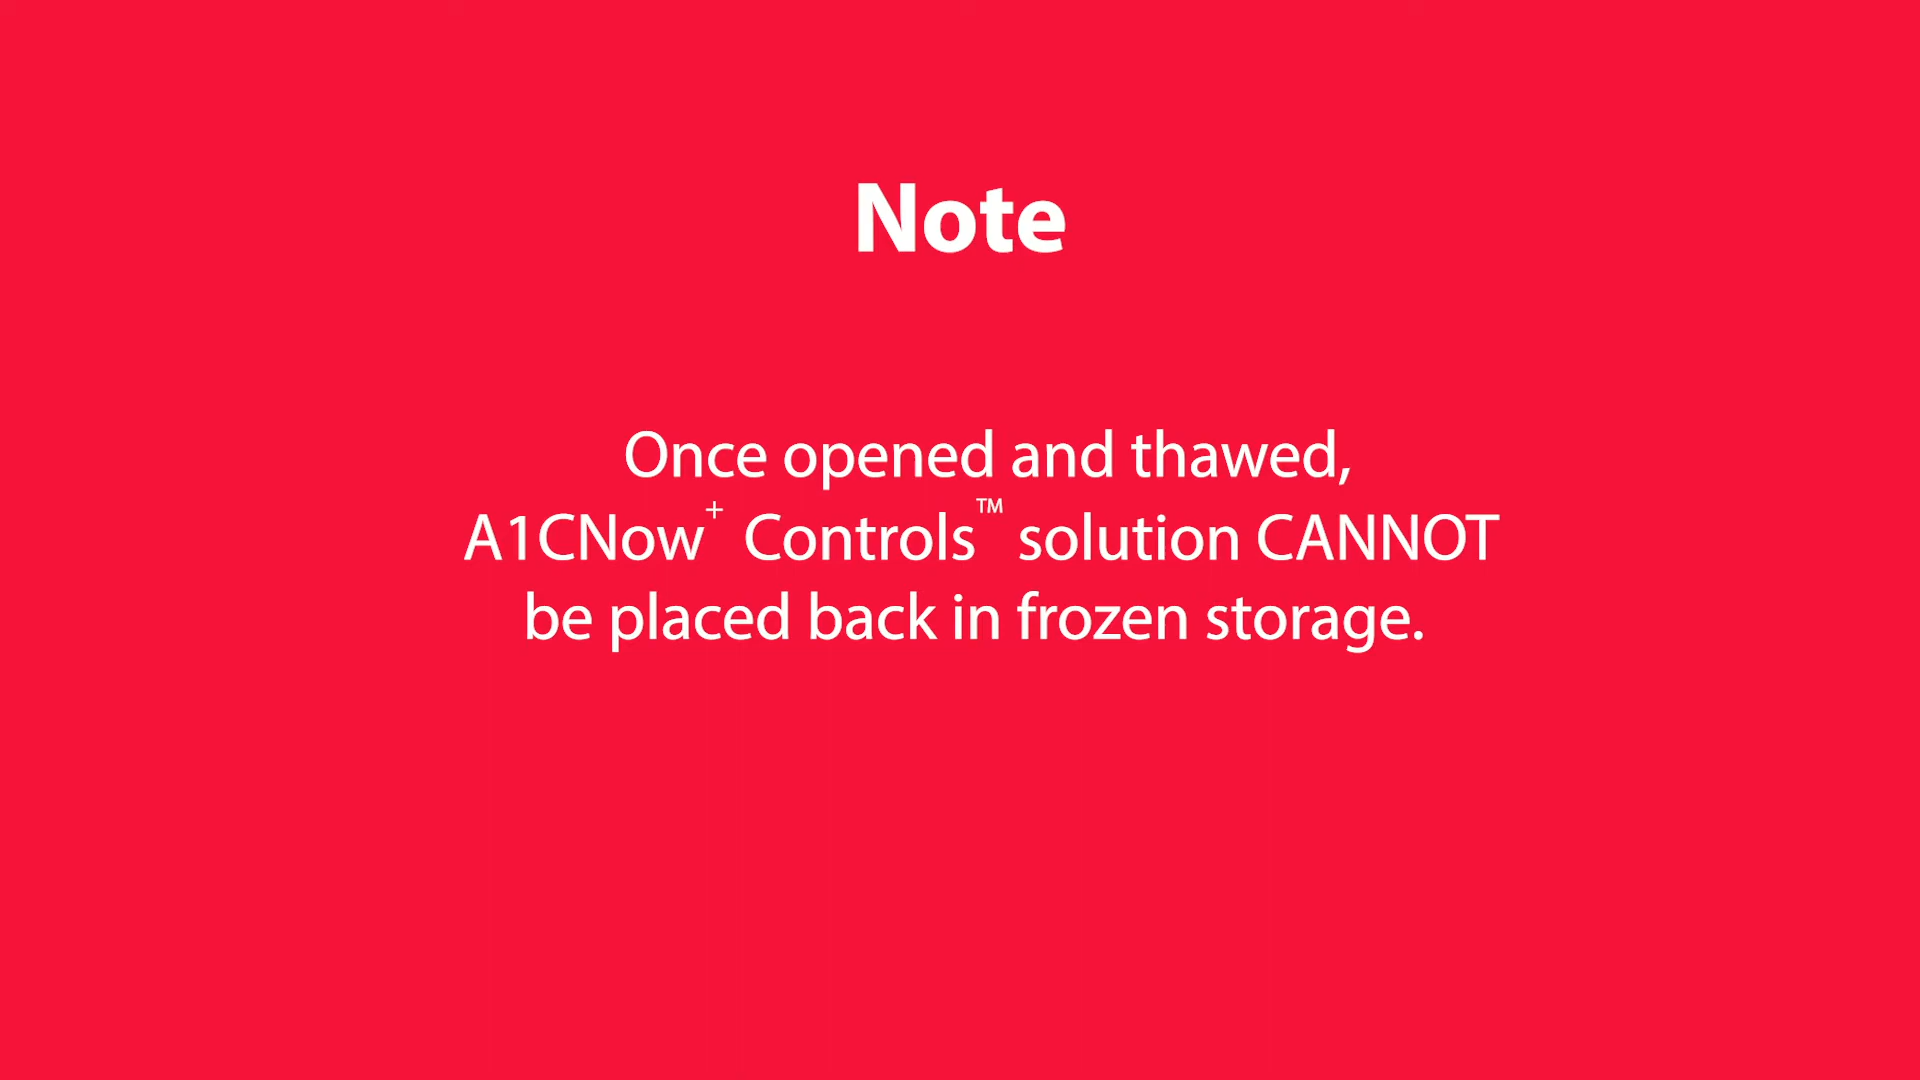 Note
Once opened and thawed,
A1CNow⁺ Controls™ solution CANNOT
be placed back in frozen storage.